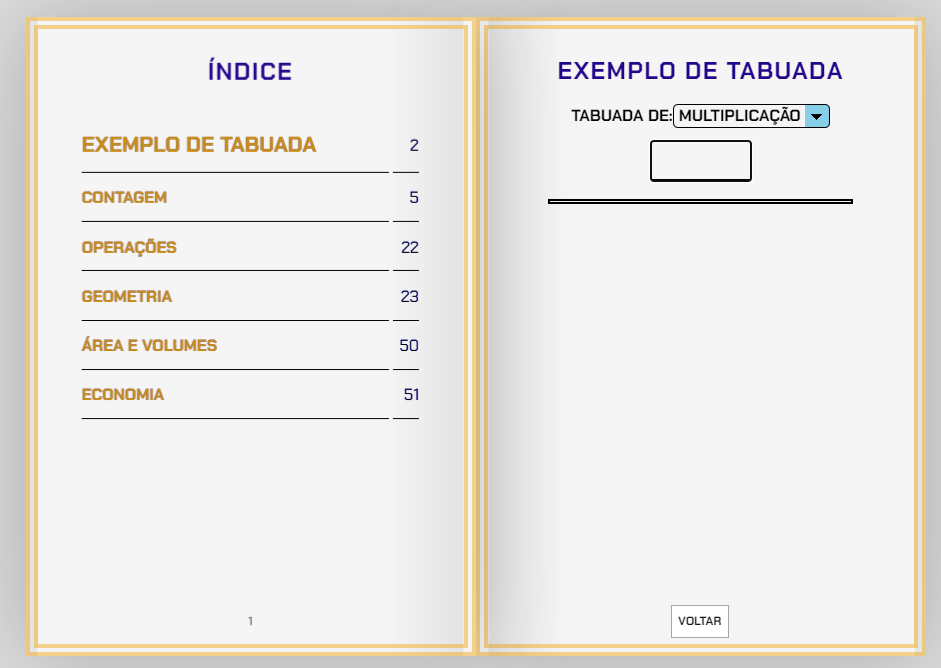 ÍNDICE
EXEMPLO DE TABUADA 2
CONTAGEM 5
OPERAÇÕES 22
GEOMETRIA 23
ÁREA E VOLUMES 50
ECONOMIA 51
1
EXEMPLO DE TABUADA
TABUADA DE: MULTIPLICAÇÃO
VOLTAR